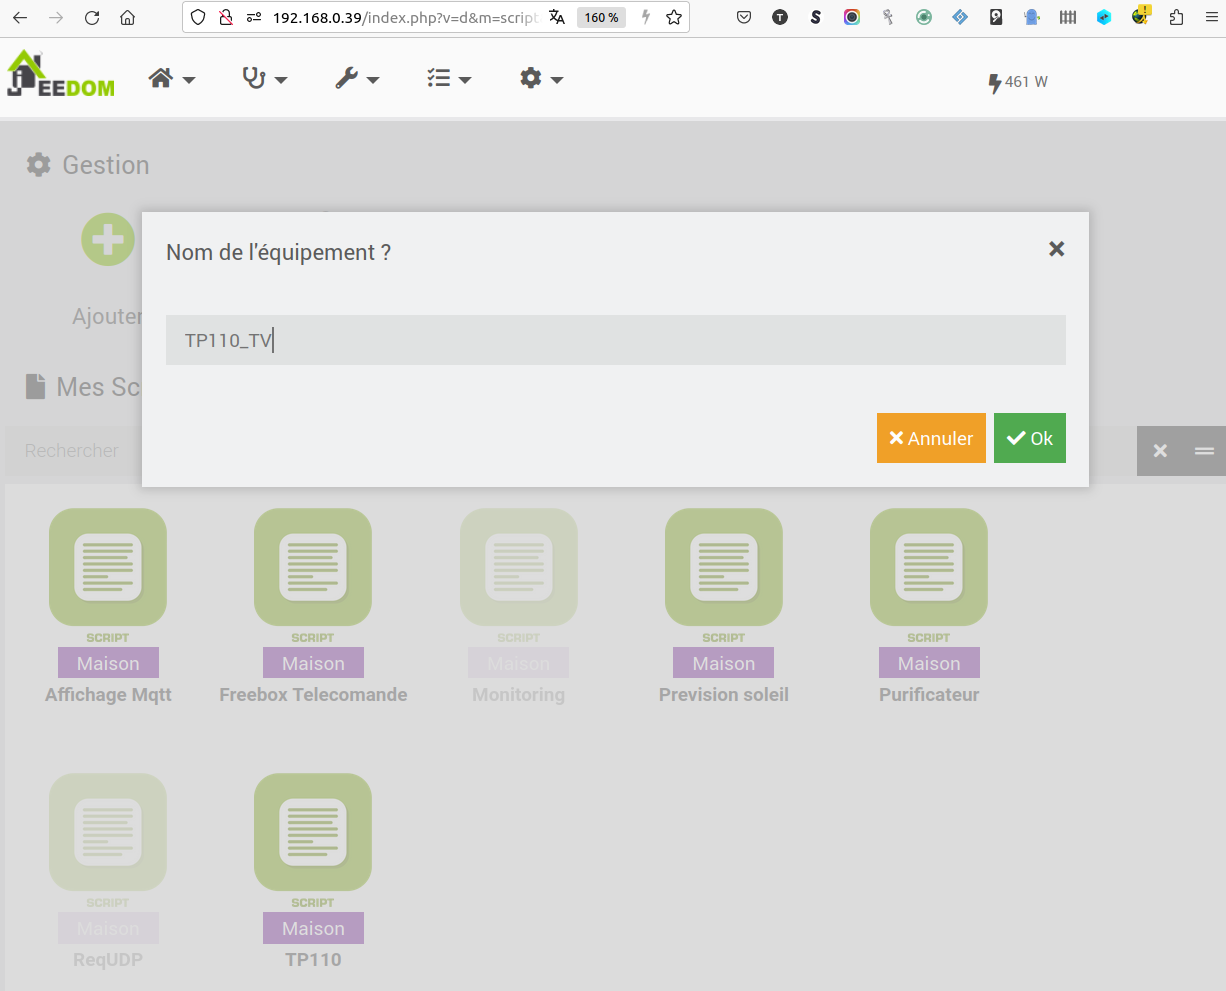 192.168.0.39/index.php?v=d&m=script
160 %
JEEDOM
461 W
Gestion
Nom de l'équipement ?
TP110_TV
Ajouter
Mes Sc
Annuler
Ok
Rechercher
SCRIPT
Maison
Affichage Mqtt
SCRIPT
Maison
Freebox Telecomande
SCRIPT
Maison
Monitoring
SCRIPT
Maison
Prevision soleil
SCRIPT
Maison
Purificateur
SCRIPT
Maison
ReqUDP
SCRIPT
Maison
TP110